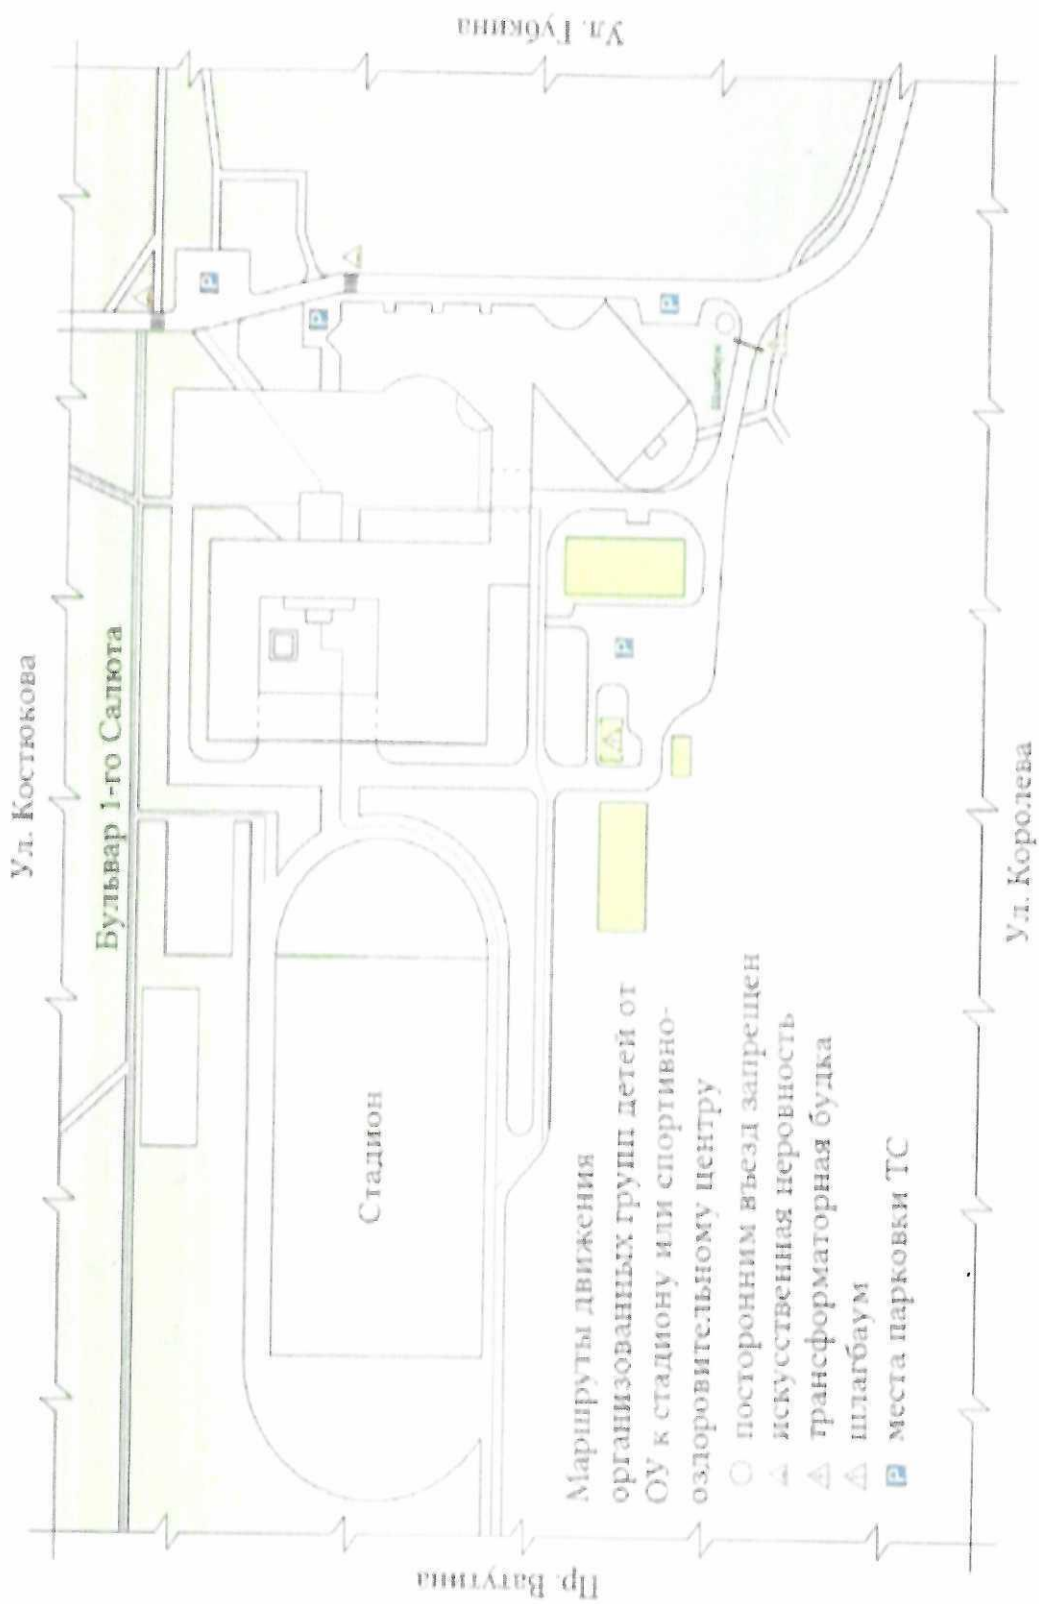 Ул. Костюкова
Бульвар 1-го Салюта
Ул. Губкина
Стадион
Шлагбаум
P
P
P
P
Пр. Ватутина
Ул. Королева
Маршруты движения
организованных групп детей от
ОУ к стадиону или спортивно-
оздоровительному центру
посторонним въезд запрещен
искусственная неровность
трансформаторная будка
шлагбаум
P места парковки ТС